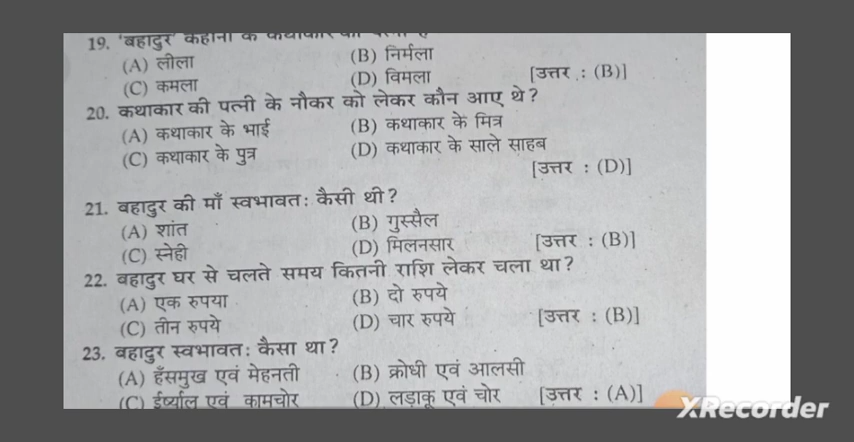 19. 'बहादुर' कहानी के कथाकार की पत्नी है
(A) लीला (B) निर्मला
(C) कमला (D) विमला [उत्तर : (B)]
20. कथाकार की पत्नी के नौकर को लेकर कौन आए थे?
(A) कथाकार के भाई (B) कथाकार के मित्र
(C) कथाकार के पुत्र (D) कथाकार के साले साहब
[उत्तर : (D)]
21. बहादुर की माँ स्वभावतः कैसी थी?
(A) शांत (B) गुस्सैल
(C) स्नेही (D) मिलनसार [उत्तर : (B)]
22. बहादुर घर से चलते समय कितनी राशि लेकर चला था?
(A) एक रुपया (B) दो रुपये
(C) तीन रुपये (D) चार रुपये [उत्तर : (B)]
23. बहादुर स्वभावतः कैसा था?
(A) हँसमुख एवं मेहनती (B) क्रोधी एवं आलसी
(C) ईर्ष्यालु एवं कामचोर (D) लड़ाकू एवं चोर [उत्तर : (A)]
XRecorder